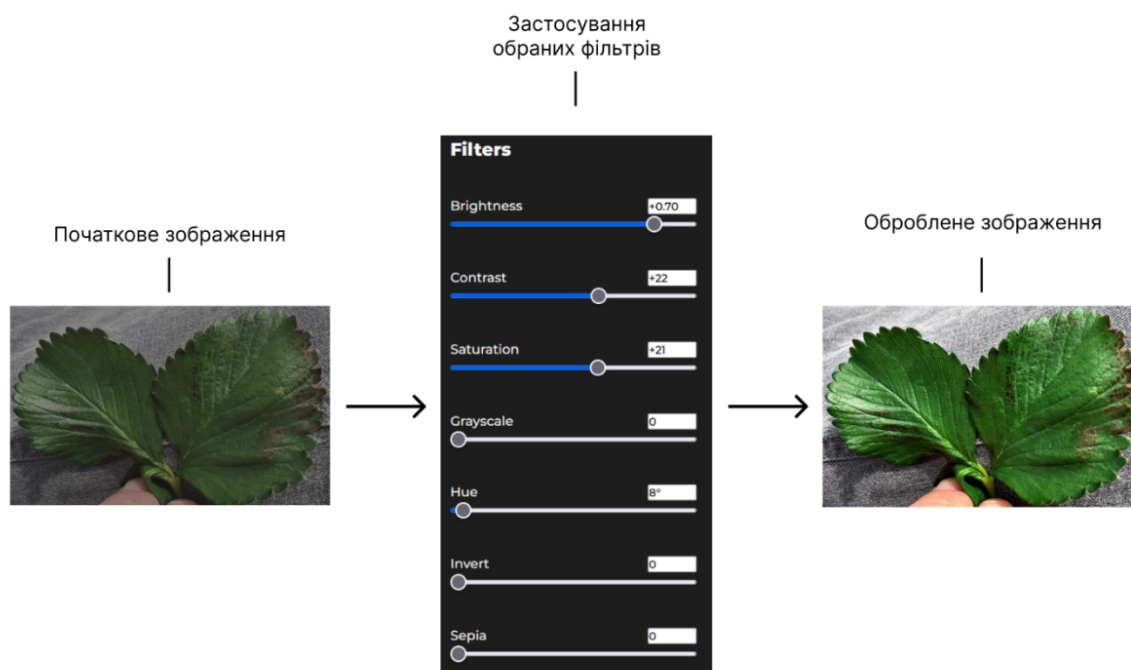 Застосування
обраних фільтрів
Початкове зображення
Filters
Brightness +0.70
Contrast +22
Saturation +21
Grayscale 0
Hue 8°
Invert 0
Sepia 0
Оброблене зображення